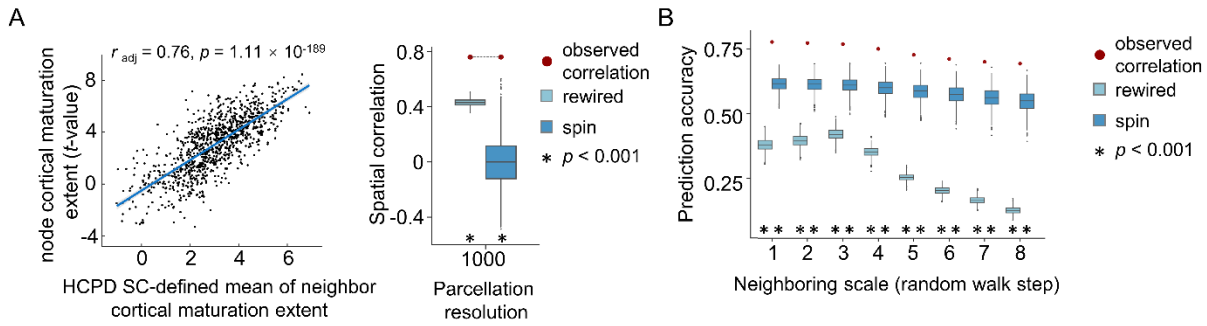 A
r adj = 0.76, p = 1.11 × 10-189
node cortical maturation
extent (t-value)
8
4
0
-4
0
2
4
6
HCPD SC-defined mean of neighbor
cortical maturation extent
Spatial correlation
0.8
0.4
0
-0.4
* *
1000
Parcellation
resolution
observed
correlation
rewired
spin
* p < 0.001
B
Prediction accuracy
0.75
0.50
0.25
** ** ** ** ** ** ** **
1 2 3 4 5 6 7 8
Neighboring scale (random walk step)
observed
correlation
rewired
spin
* p < 0.001